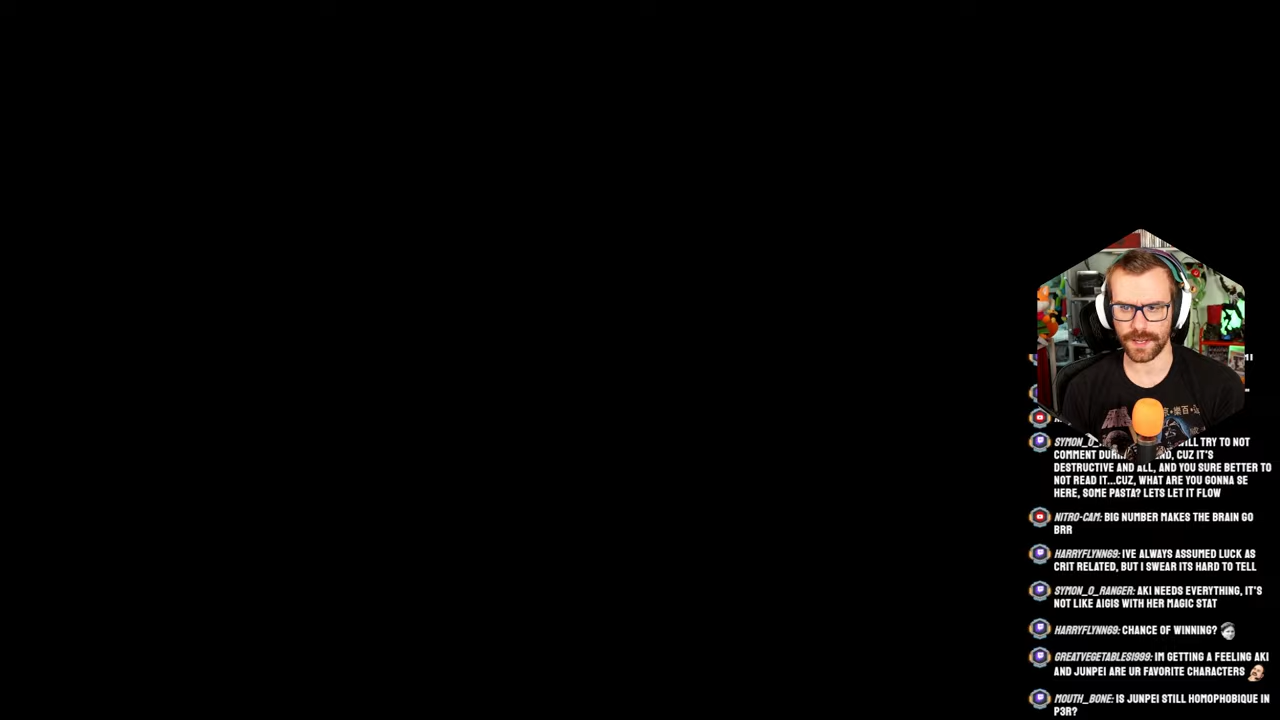 SYMON_O_R ILL TRY TO NOT
COMMENT DURI END, CUZ IT'S
DESTRUCTIVE AND ALL, AND YOU SURE BETTER TO
NOT READ IT...CUZ, WHAT ARE YOU GONNA SE
HERE, SOME PASTA? LETS LET IT FLOW
NITRO-CAM: BIG NUMBER MAKES THE BRAIN GO
BRR
HARRYFLYNN69: IVE ALWAYS ASSUMED LUCK AS
CRIT RELATED, BUT I SWEAR ITS HARD TO TELL
SYMON_O_RANGER: AKI NEEDS EVERYTHING, IT'S
NOT LIKE AIGIS WITH HER MAGIC STAT
HARRYFLYNN69: CHANCE OF WINNING?
GREATVEGETABLES1999: IM GETTING A FEELING AKI
AND JUNPEI ARE UR FAVORITE CHARACTERS
MOUTH_BONE: IS JUNPEI STILL HOMOPHOBIQUE IN
P3R?